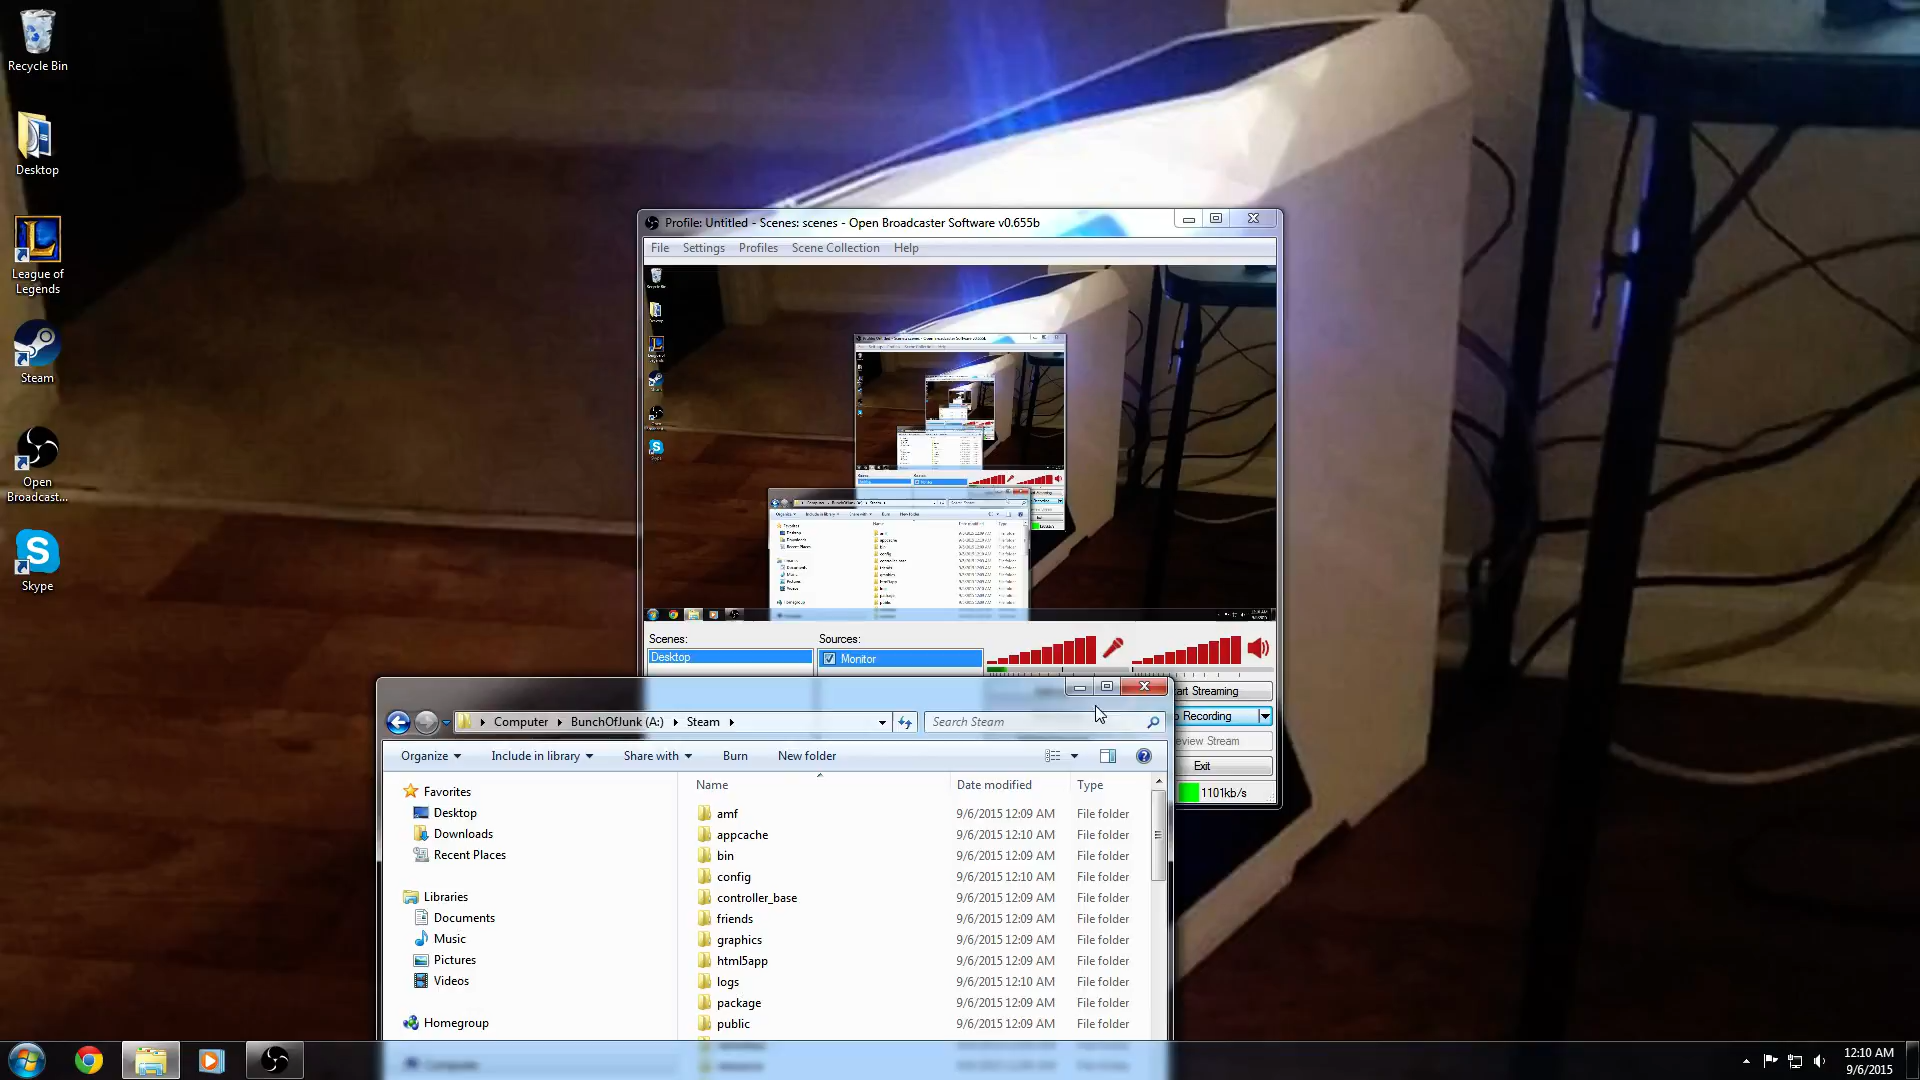 Recycle Bin
Desktop
League of
Legends
Steam
Open
Broadcast...
Skype
Profile: Untitled - Scenes: scenes - Open Broadcaster Software v0.655b
File Settings Profiles Scene Collection Help
Scenes:
Sources:
Desktop
Monitor
art Streaming
Recording
eview Stream
Exit
1101kb/s
Computer BunchOfJunk (A:) Steam
Search Steam
Organize Include in library Share with Burn New folder
Name Date modified Type
Favorites
Desktop
Downloads
Recent Places
Libraries
Documents
Music
Pictures
Videos
Homegroup
amf 9/6/2015 12:09 AM File folder
appcache 9/6/2015 12:10 AM File folder
bin 9/6/2015 12:09 AM File folder
config 9/6/2015 12:10 AM File folder
controller_base 9/6/2015 12:09 AM File folder
friends 9/6/2015 12:09 AM File folder
graphics 9/6/2015 12:09 AM File folder
html5app 9/6/2015 12:09 AM File folder
logs 9/6/2015 12:10 AM File folder
package 9/6/2015 12:09 AM File folder
public 9/6/2015 12:09 AM File folder
12:10 AM
9/6/2015